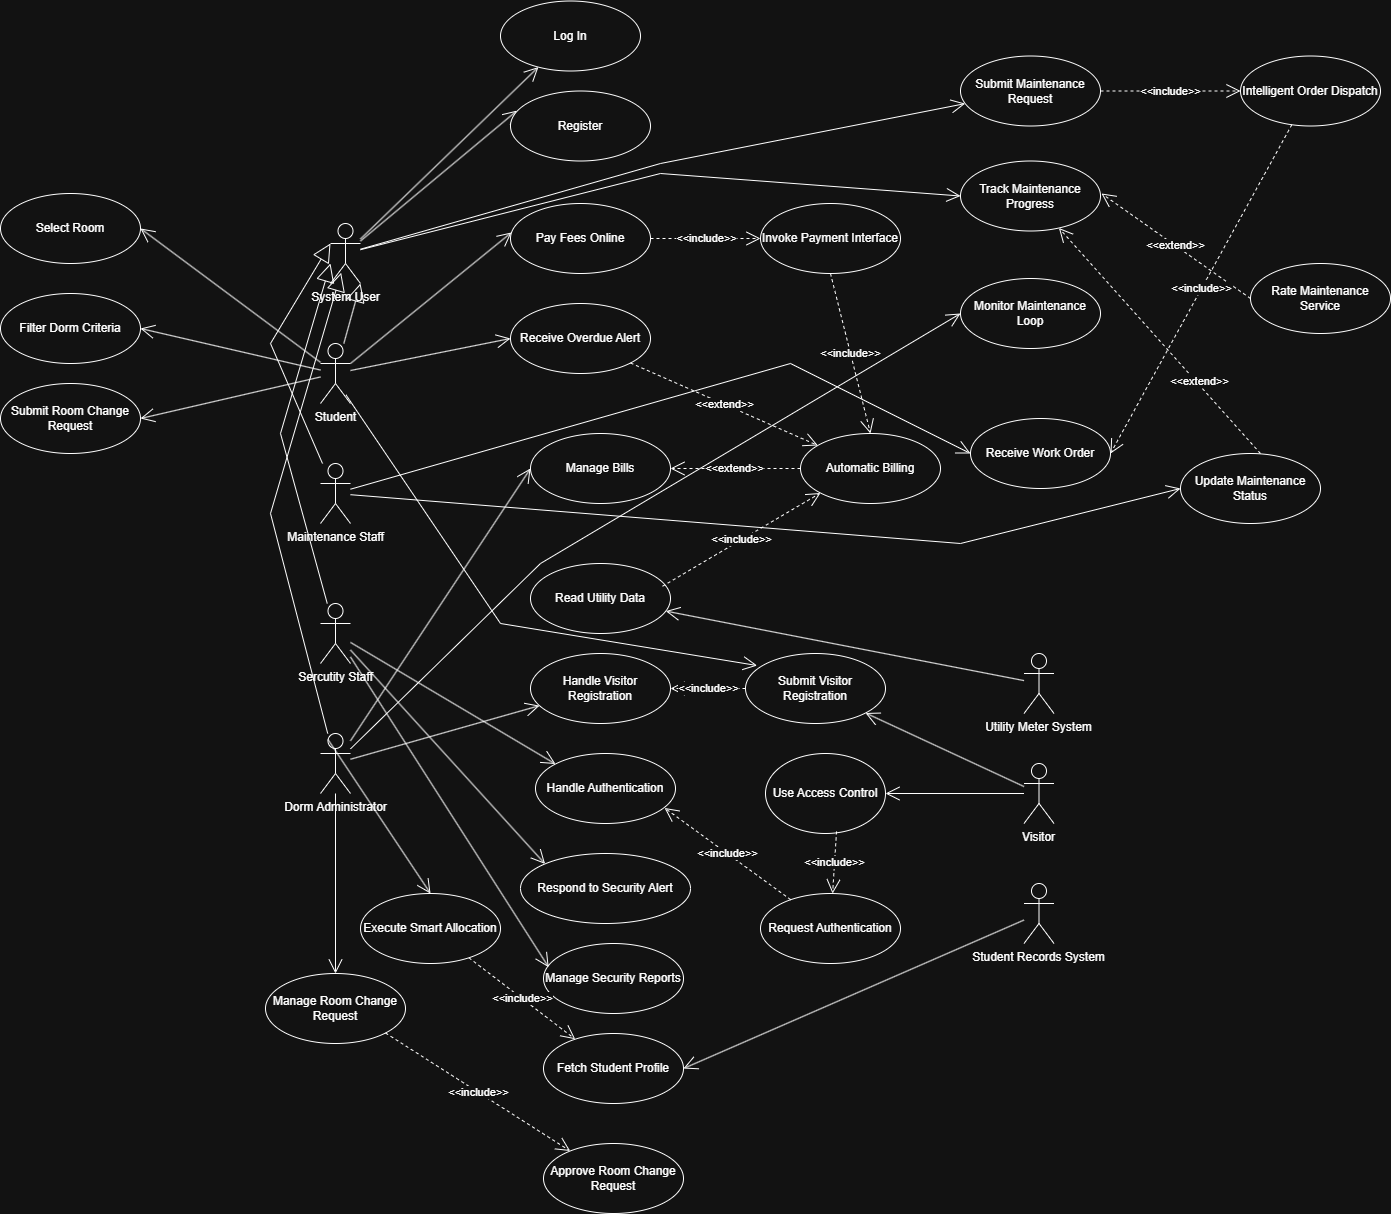 Log In
Submit Maintenance
Request
<<include>>
Intelligent Order Dispatch
Register
Track Maintenance
Progress
Select Room
Pay Fees Online
<<include>>
Invoke Payment Interface
<<extend>>
<<include>>
Rate Maintenance
Service
System User
Monitor Maintenance
Loop
Filter Dorm Criteria
Receive Overdue Alert
<<include>>
<<extend>>
Submit Room Change
Request
Student
<<extend>>
Receive Work Order
Manage Bills
<<extend>>
Automatic Billing
Update Maintenance
Status
Maintenance Staff
<<include>>
Read Utility Data
Sercutity Staff
Handle Visitor
Registration
<<include>>
Submit Visitor
Registration
Utility Meter System
Handle Authentication
Use Access Control
Dorm Administrator
Visitor
<<include>>
<<include>>
Respond to Security Alert
Execute Smart Allocation
Request Authentication
Student Records System
Manage Security Reports
<<include>>
Manage Room Change
Request
Fetch Student Profile
<<include>>
Approve Room Change
Request